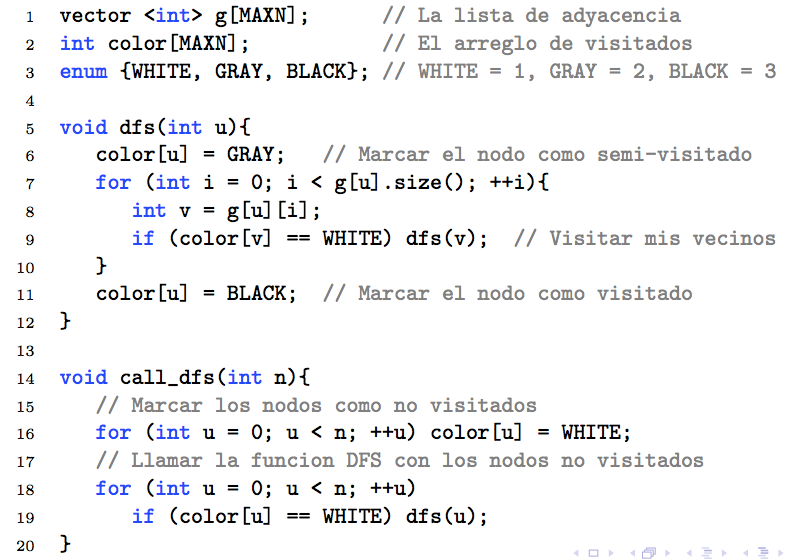 1 vector <int> g[MAXN];      // La lista de adyacencia
2 int color[MAXN];           // El arreglo de visitados
3 enum {WHITE, GRAY, BLACK}; // WHITE = 1, GRAY = 2, BLACK = 3
4
5 void dfs(int u){
6    color[u] = GRAY;   // Marcar el nodo como semi-visitado
7    for (int i = 0; i < g[u].size(); ++i){
8       int v = g[u][i];
9       if (color[v] == WHITE) dfs(v);  // Visitar mis vecinos
10    }
11    color[u] = BLACK;  // Marcar el nodo como visitado
12 }
13
14 void call_dfs(int n){
15    // Marcar los nodos como no visitados
16    for (int u = 0; u < n; ++u) color[u] = WHITE;
17    // Llamar la funcion DFS con los nodos no visitados
18    for (int u = 0; u < n; ++u)
19       if (color[u] == WHITE) dfs(u);
20 }